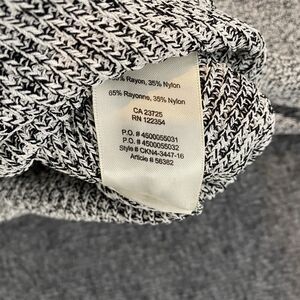 65% Rayon, 35% Nylon
65% Rayonne, 35% Nylon
CA 23725
RN 122354
P.O. # 4500055031
P.O. # 4500055032
Style # CKN4-3447-16
Article # 56362